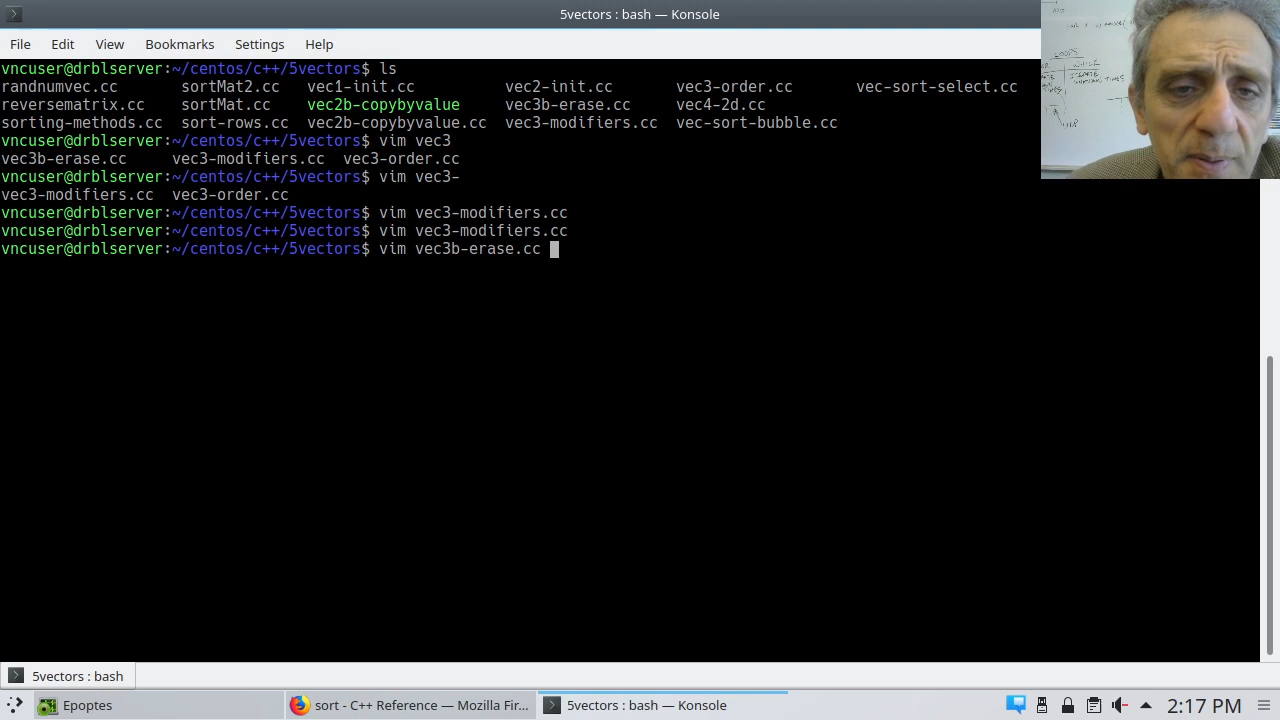 5vectors : bash — Konsole
File Edit View Bookmarks Settings Help
vncuser@drblserver:~/centos/c++/5vectors$ ls
randnumvec.cc sortMat2.cc vec1-init.cc vec2-init.cc vec3-order.cc vec-sort-select.cc
reversematrix.cc sortMat.cc vec2b-copybyvalue vec3b-erase.cc vec4-2d.cc
sorting-methods.cc sort-rows.cc vec2b-copybyvalue.cc vec3-modifiers.cc vec-sort-bubble.cc
vncuser@drblserver:~/centos/c++/5vectors$ vim vec3
vec3b-erase.cc vec3-modifiers.cc vec3-order.cc
vncuser@drblserver:~/centos/c++/5vectors$ vim vec3-
vec3-modifiers.cc vec3-order.cc
vncuser@drblserver:~/centos/c++/5vectors$ vim vec3-modifiers.cc
vncuser@drblserver:~/centos/c++/5vectors$ vim vec3-modifiers.cc
vncuser@drblserver:~/centos/c++/5vectors$ vim vec3b-erase.cc
LOOPS
WHILE
5vectors : bash
Epoptes
sort - C++ Reference — Mozilla Fir...
5vectors : bash — Konsole
2:17 PM